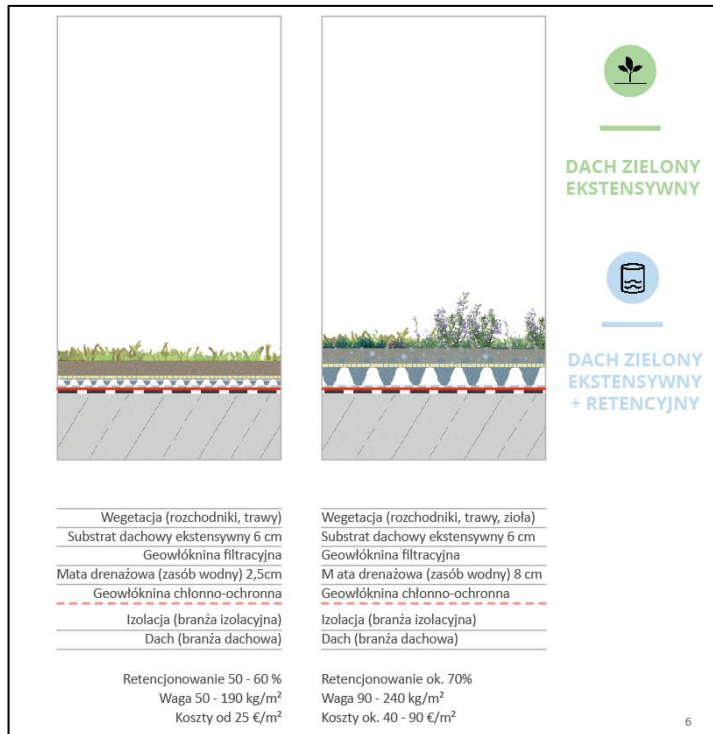 DACH ZIELONY
EKSTENSYWNY
DACH ZIELONY
EKSTENSYWNY
+ RETENCYJNY
Wegetacja (rozchodniki, trawy)
Substrat dachowy ekstensywny 6 cm
Geowłóknina filtracyjna
Mata drenażowa (zasób wodny) 2,5cm
Geowłóknina chłonno-ochronna
Izolacja (branża izolacyjna)
Dach (branża dachowa)
Retencjonowanie 50 - 60 %
Waga 50 - 190 kg/m²
Koszty od 25 €/m²
Wegetacja (rozchodniki, trawy, zioła)
Substrat dachowy ekstensywny 6 cm
Geowłóknina filtracyjna
M ata drenażowa (zasób wodny) 8 cm
Geowłóknina chłonno-ochronna
Izolacja (branża izolacyjna)
Dach (branża dachowa)
Retencjonowanie ok. 70%
Waga 90 - 240 kg/m²
Koszty ok. 40 - 90 €/m²
6